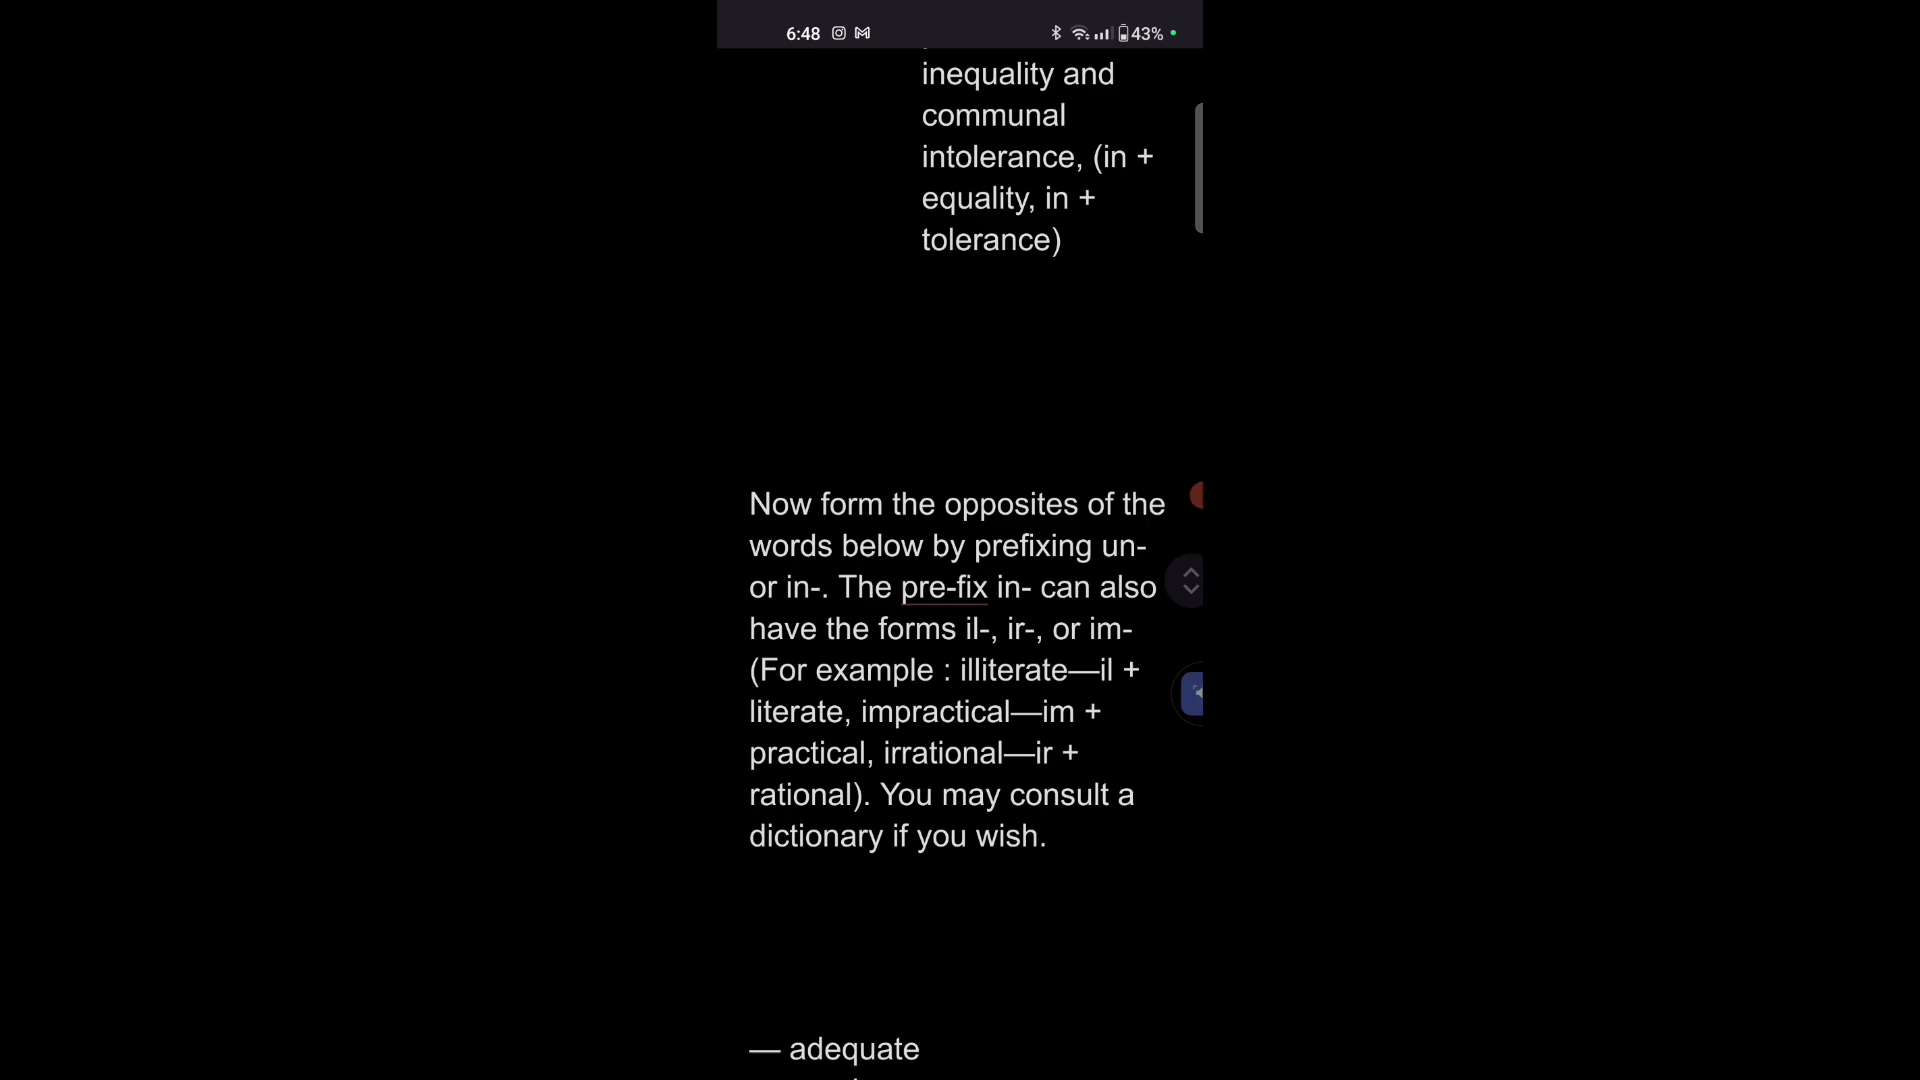 6:48 43%
inequality and
communal
intolerance, (in +
equality, in +
tolerance)
Now form the opposites of the
words below by prefixing un-
or in-. The pre-fix in- can also
have the forms il-, ir-, or im-
(For example : illiterate—il +
literate, impractical—im +
practical, irrational—ir +
rational). You may consult a
dictionary if you wish.
— adequate